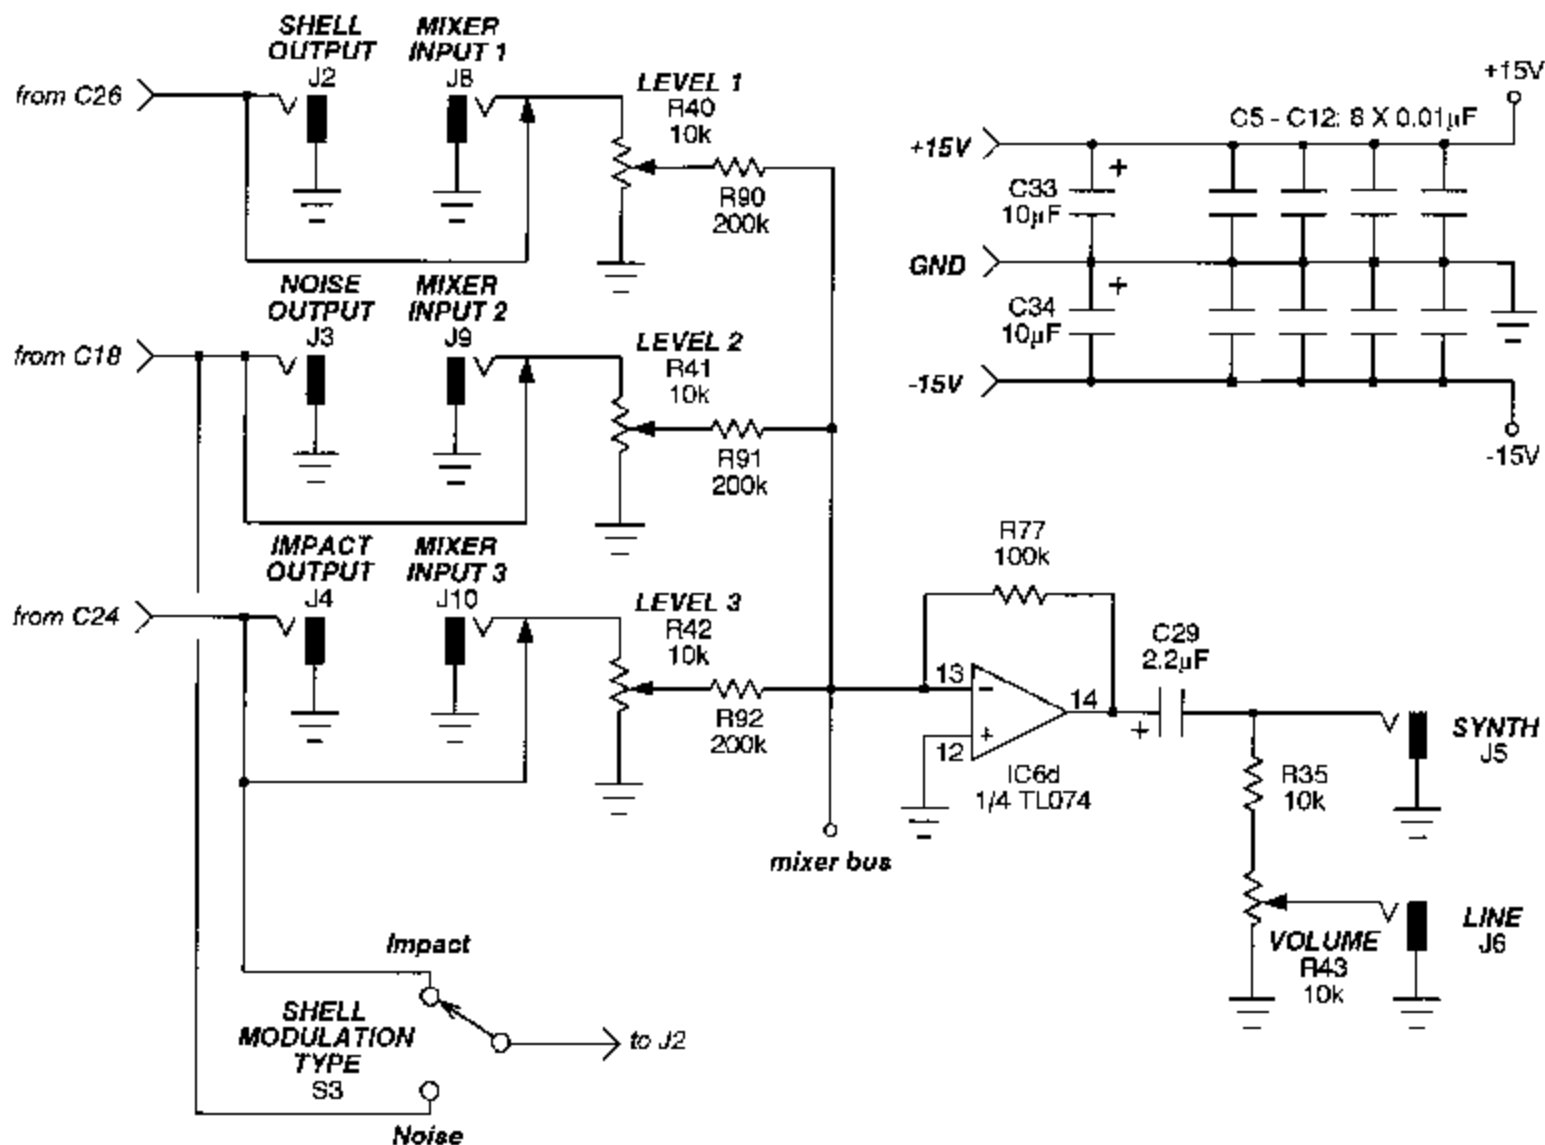 SHELL
OUTPUT
J2
MIXER
INPUT 1
J8
from C26
LEVEL 1
R40
10k
R90
200k
NOISE
OUTPUT
J3
MIXER
INPUT 2
J9
from C18
LEVEL 2
R41
10k
R91
200k
IMPACT
OUTPUT
J4
MIXER
INPUT 3
J10
from C24
LEVEL 3
R42
10k
R92
200k
mixer bus
Impact
SHELL
MODULATION
TYPE
S3
to J2
Noise
+15V
C5 - C12: 8 X 0.01µF
+15V
+
C33
10µF
GND
+
C34
10µF
-15V
-15V
R77
100k
13
-
12
+
14
IC6d
1/4 TL074
C29
2.2µF
+
R35
10k
SYNTH
J5
VOLUME
R43
10k
LINE
J6